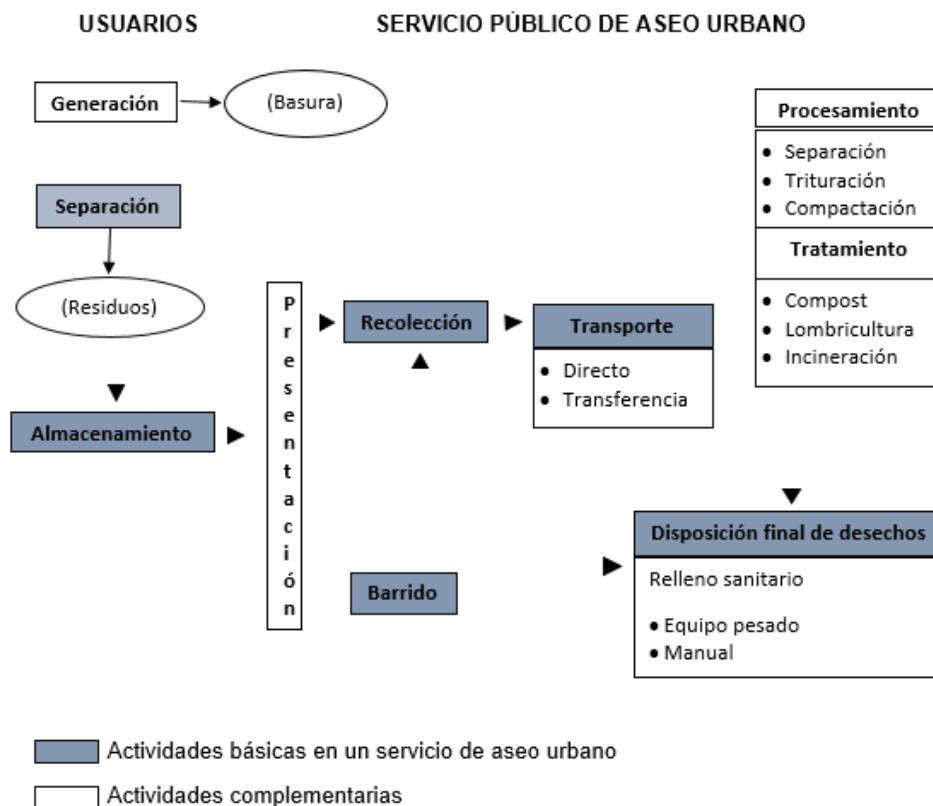 USUARIOS
SERVICIO PÚBLICO DE ASEO URBANO
Generación
(Basura)
Separación
(Residuos)
Almacenamiento
Presentación
Recolección
Transporte
• Directo
• Transferencia
Barrido
Procesamiento
• Separación
• Trituración
• Compactación
Tratamiento
• Compost
• Lombricultura
• Incineración
Disposición final de desechos
Relleno sanitario
• Equipo pesado
• Manual
Actividades básicas en un servicio de aseo urbano
Actividades complementarias